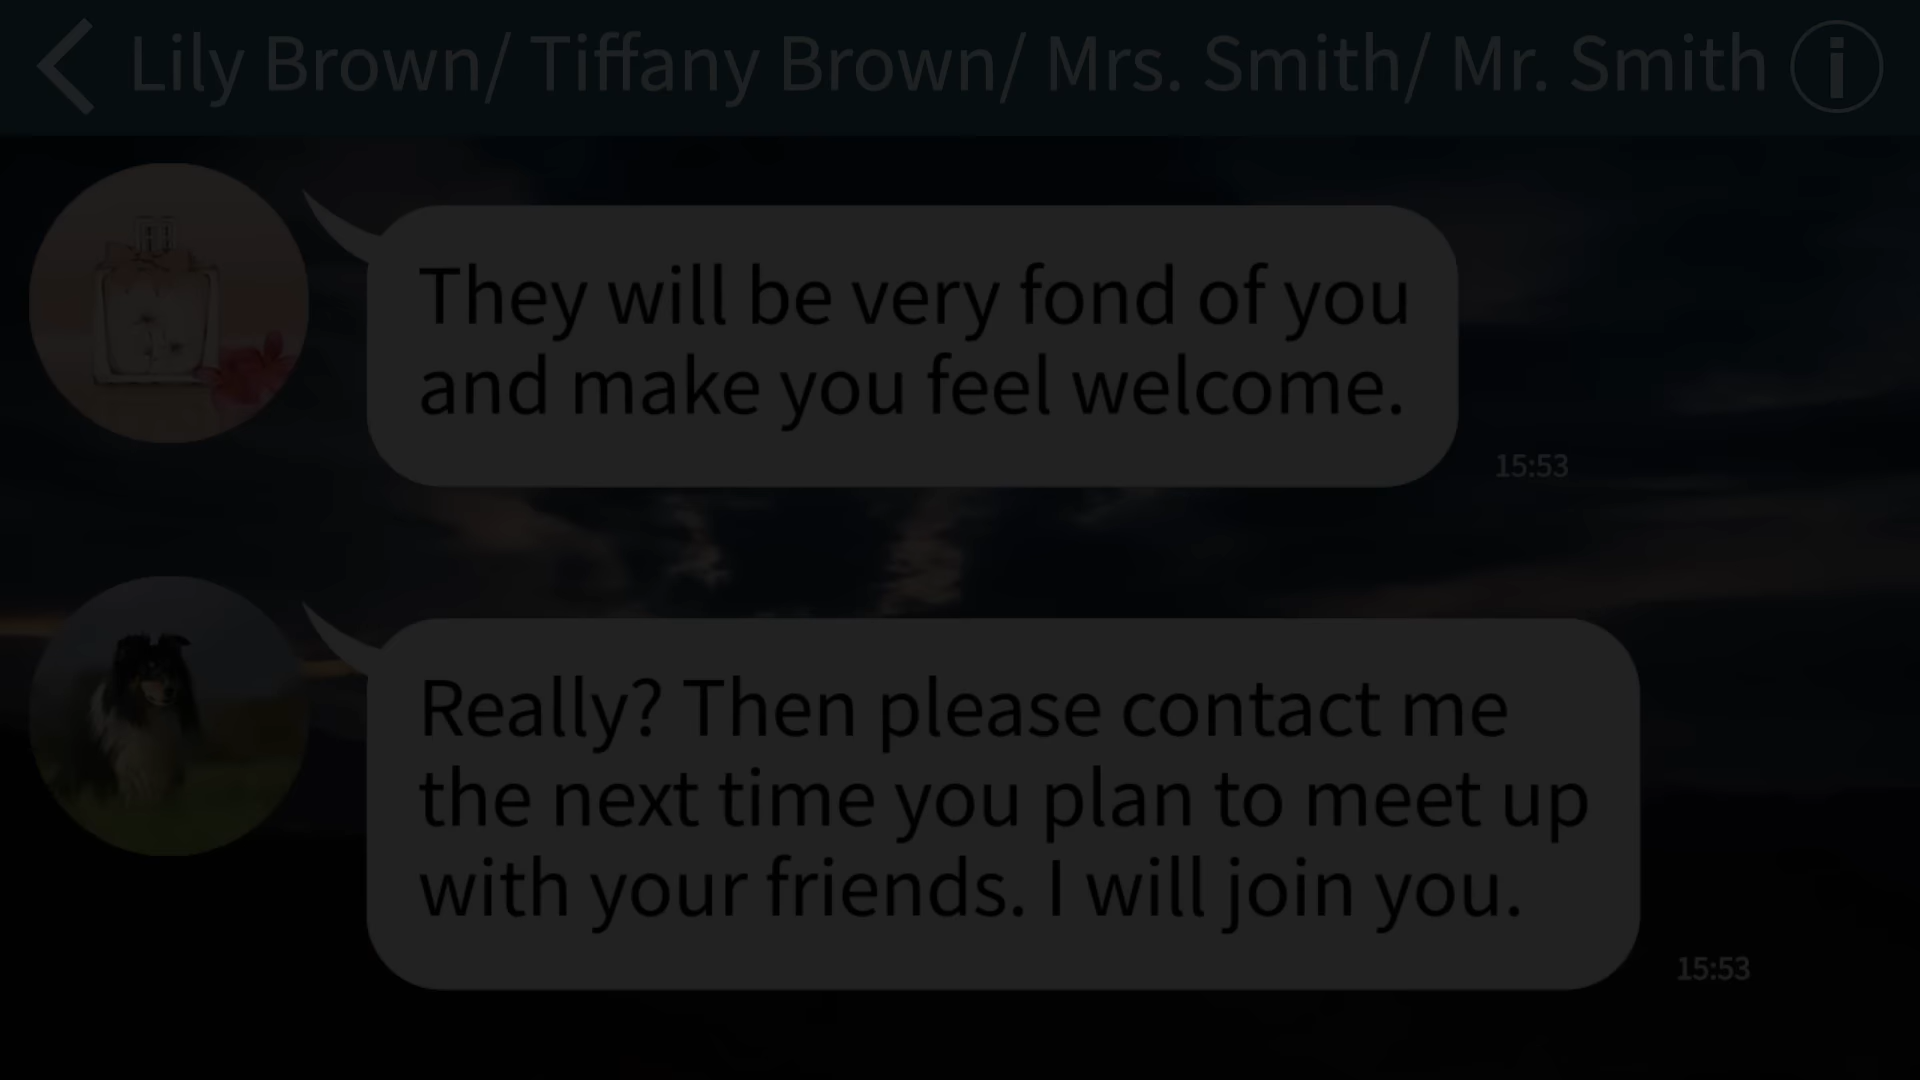 Lily Brown/ Tiffany Brown/ Mrs. Smith/ Mr. Smith
They will be very fond of you
and make you feel welcome.
15:53
Really? Then please contact me
the next time you plan to meet up
with your friends. I will join you.
15:53